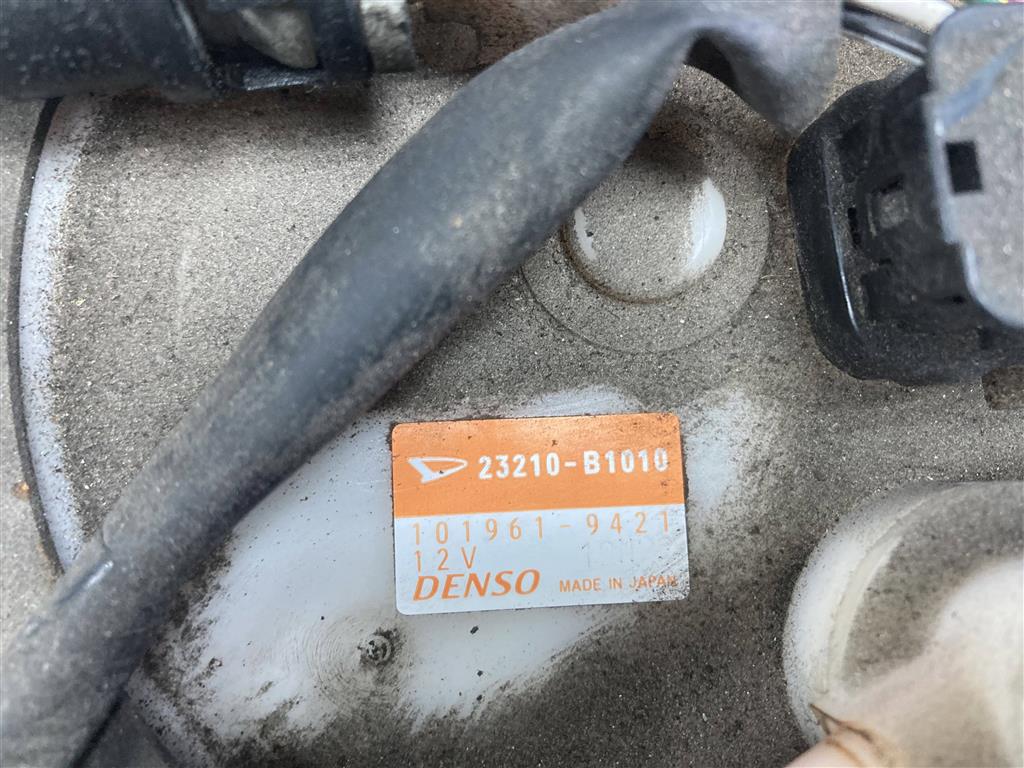 23210-B1010
101961-9421
12V
DENSO MADE IN JAPAN